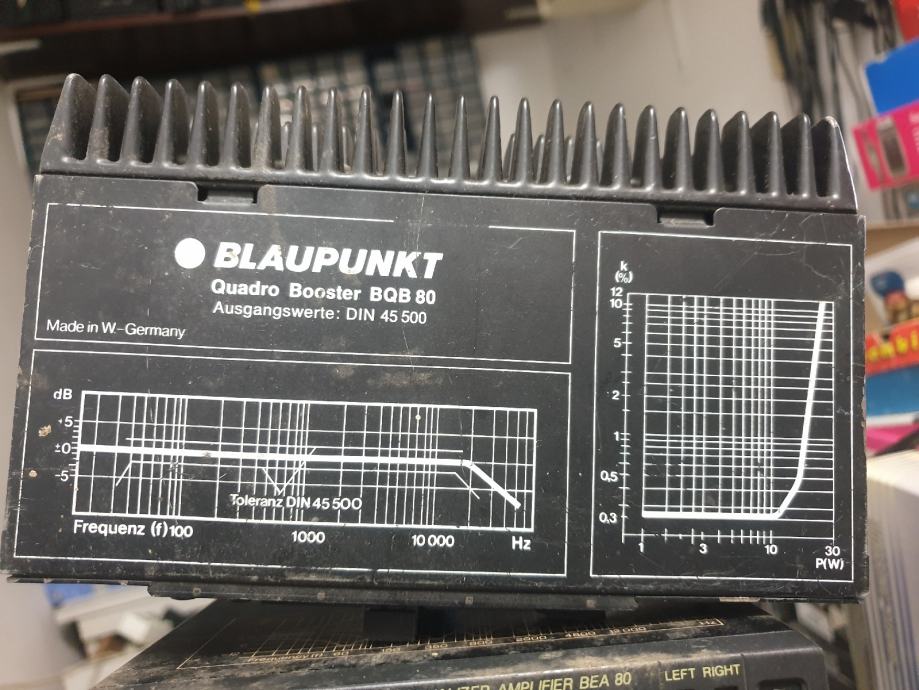 BLAUPUNKT
Quadro Booster BQB 80
Ausgangswerte: DIN 45 500
Made in W.-Germany
dB
+5
±0
-5
Toleranz DIN 45 500
Frequenz (f) 100 1000 10 000 Hz
k
(%)
12
10
5
2
1
0,5
0,3
1 3 10 30
P(W)
AMPLIFIER BEA 80
LEFT RIGHT